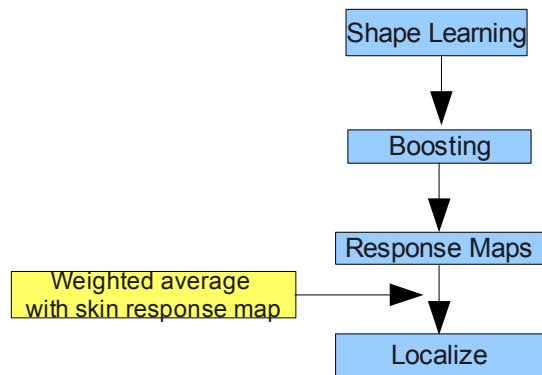 Shape Learning
Boosting
Response Maps
Weighted average
with skin response map
Localize